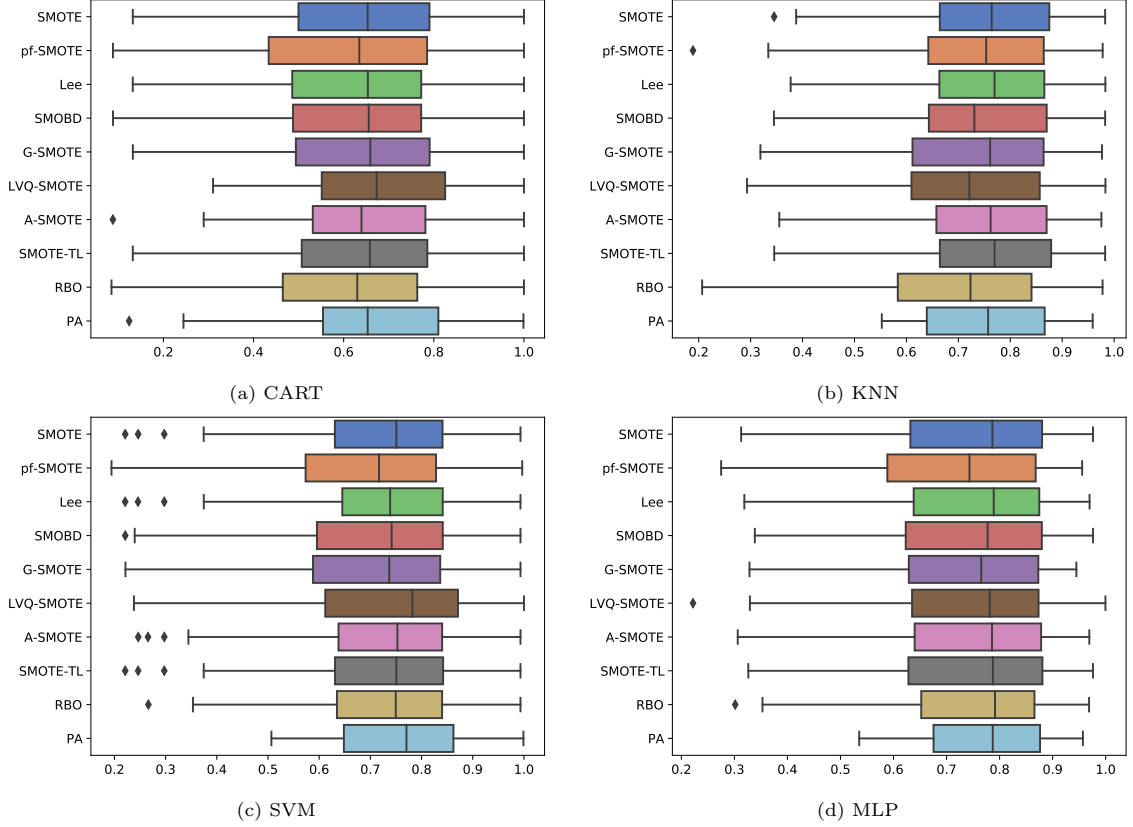 SMOTE
pf-SMOTE
Lee
SMOBD
G-SMOTE
LVQ-SMOTE
A-SMOTE
SMOTE-TL
RBO
PA
0.2 0.4 0.6 0.8 1.0
(a) CART
SMOTE
pf-SMOTE
Lee
SMOBD
G-SMOTE
LVQ-SMOTE
A-SMOTE
SMOTE-TL
RBO
PA
0.2 0.3 0.4 0.5 0.6 0.7 0.8 0.9 1.0
(b) KNN
SMOTE
pf-SMOTE
Lee
SMOBD
G-SMOTE
LVQ-SMOTE
A-SMOTE
SMOTE-TL
RBO
PA
0.2 0.3 0.4 0.5 0.6 0.7 0.8 0.9 1.0
(c) SVM
SMOTE
pf-SMOTE
Lee
SMOBD
G-SMOTE
LVQ-SMOTE
A-SMOTE
SMOTE-TL
RBO
PA
0.2 0.3 0.4 0.5 0.6 0.7 0.8 0.9 1.0
(d) MLP